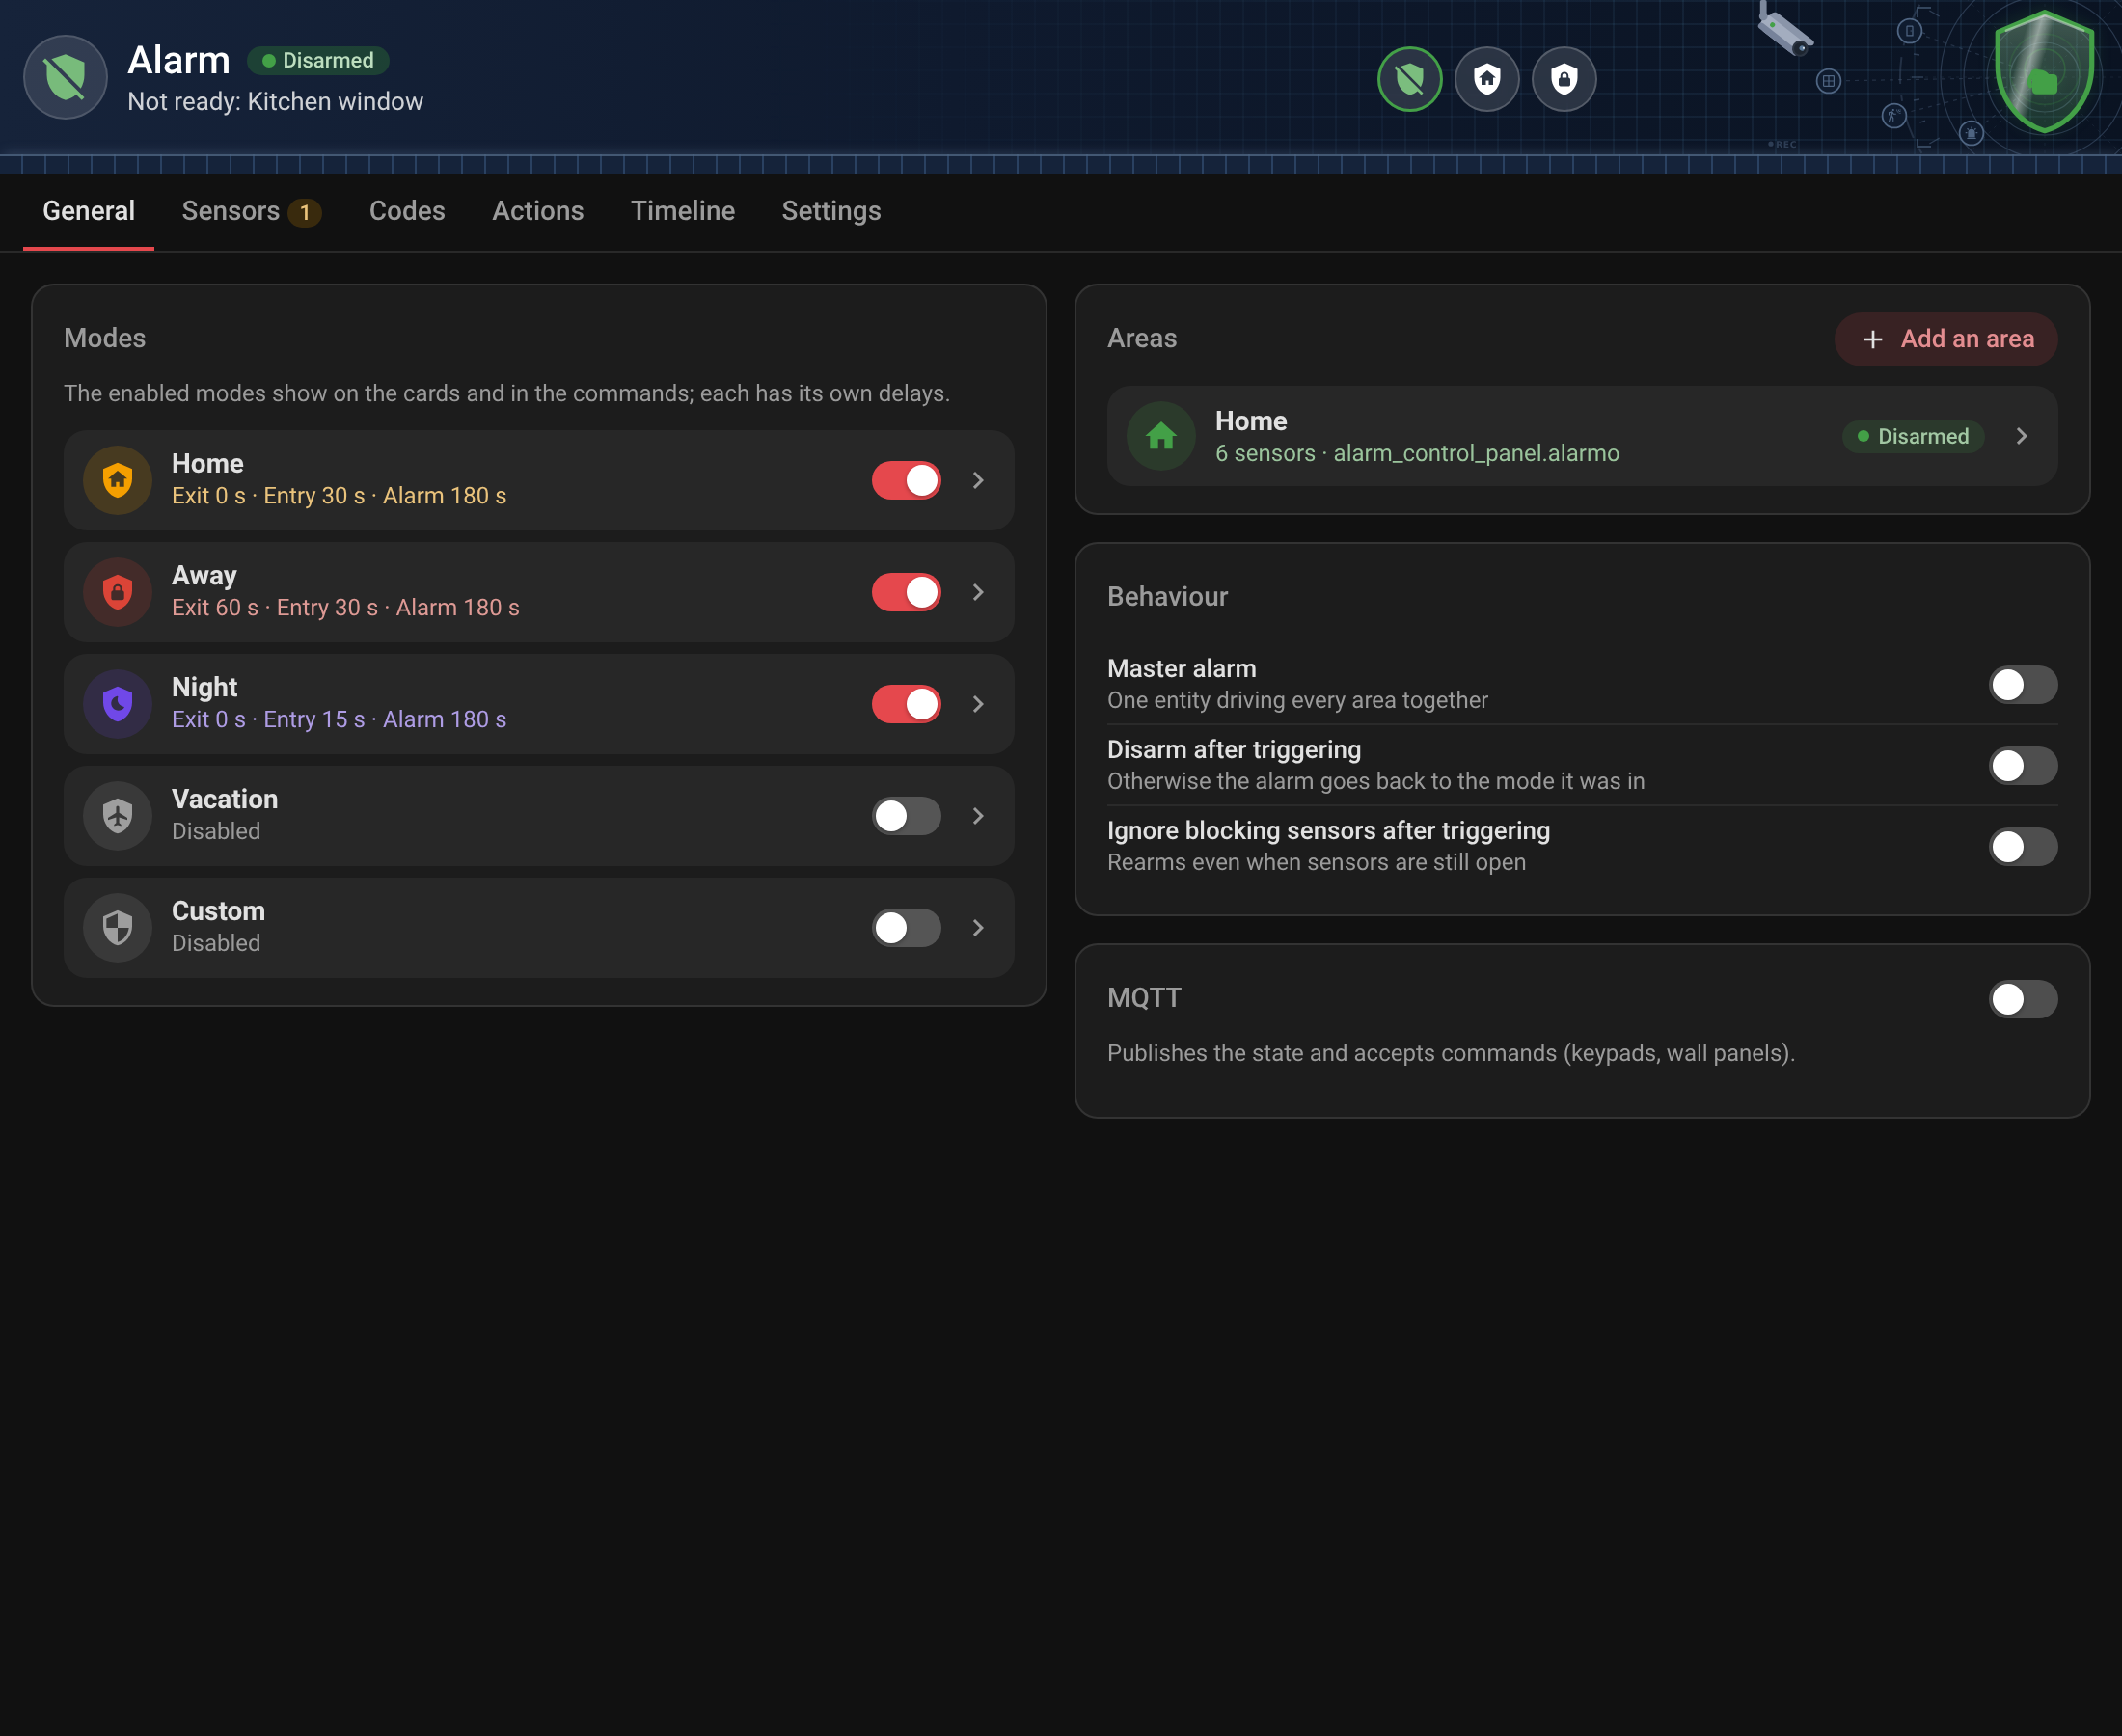 Alarm
Disarmed
Not ready: Kitchen window
REC
General
Sensors 1
Codes
Actions
Timeline
Settings
Modes
The enabled modes show on the cards and in the commands; each has its own delays.
Home
Exit 0 s · Entry 30 s · Alarm 180 s
Away
Exit 60 s · Entry 30 s · Alarm 180 s
Night
Exit 0 s · Entry 15 s · Alarm 180 s
Vacation
Disabled
Custom
Disabled
Areas
+ Add an area
Home
6 sensors · alarm_control_panel.alarmo
Disarmed
Behaviour
Master alarm
One entity driving every area together
Disarm after triggering
Otherwise the alarm goes back to the mode it was in
Ignore blocking sensors after triggering
Rearms even when sensors are still open
MQTT
Publishes the state and accepts commands (keypads, wall panels).